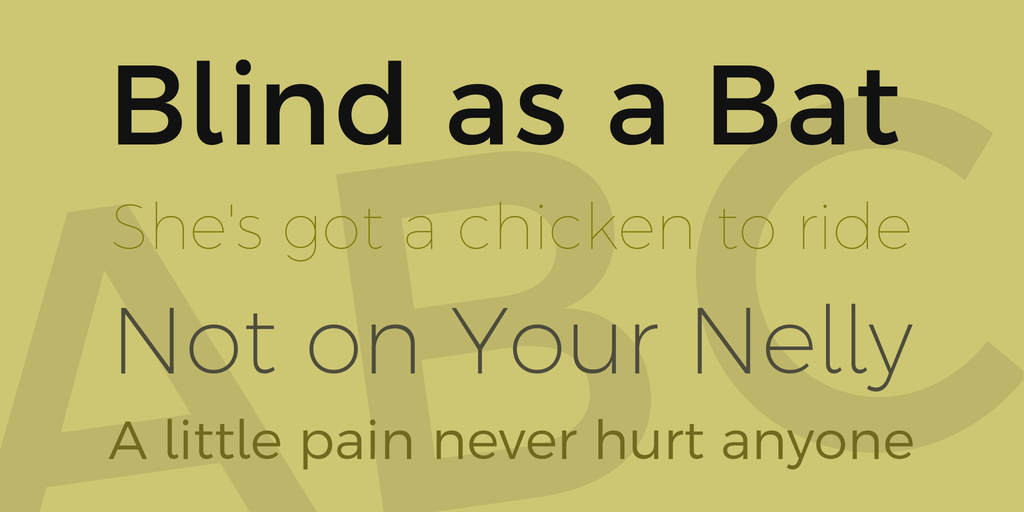 Blind as a Bat
She's got a chicken to ride
Not on Your Nelly
A little pain never hurt anyone
ABC